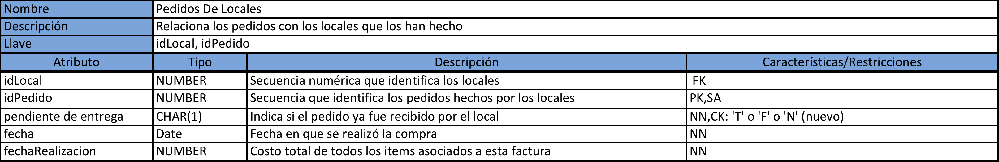 Nombre Pedidos De Locales
Descripción Relaciona los pedidos con los locales que los han hecho
Llave idLocal, idPedido
Atributo Tipo Descripción Características/Restricciones
idLocal NUMBER Secuencia numérica que identifica los locales FK
idPedido NUMBER Secuencia que identifica los pedidos hechos por los locales PK,SA
pendiente de entrega CHAR(1) Indica si el pedido ya fue recibido por el local NN,CK: 'T' o 'F' o 'N' (nuevo)
fecha Date Fecha en que se realizó la compra NN
fechaRealizacion NUMBER Costo total de todos los items asociados a esta factura NN